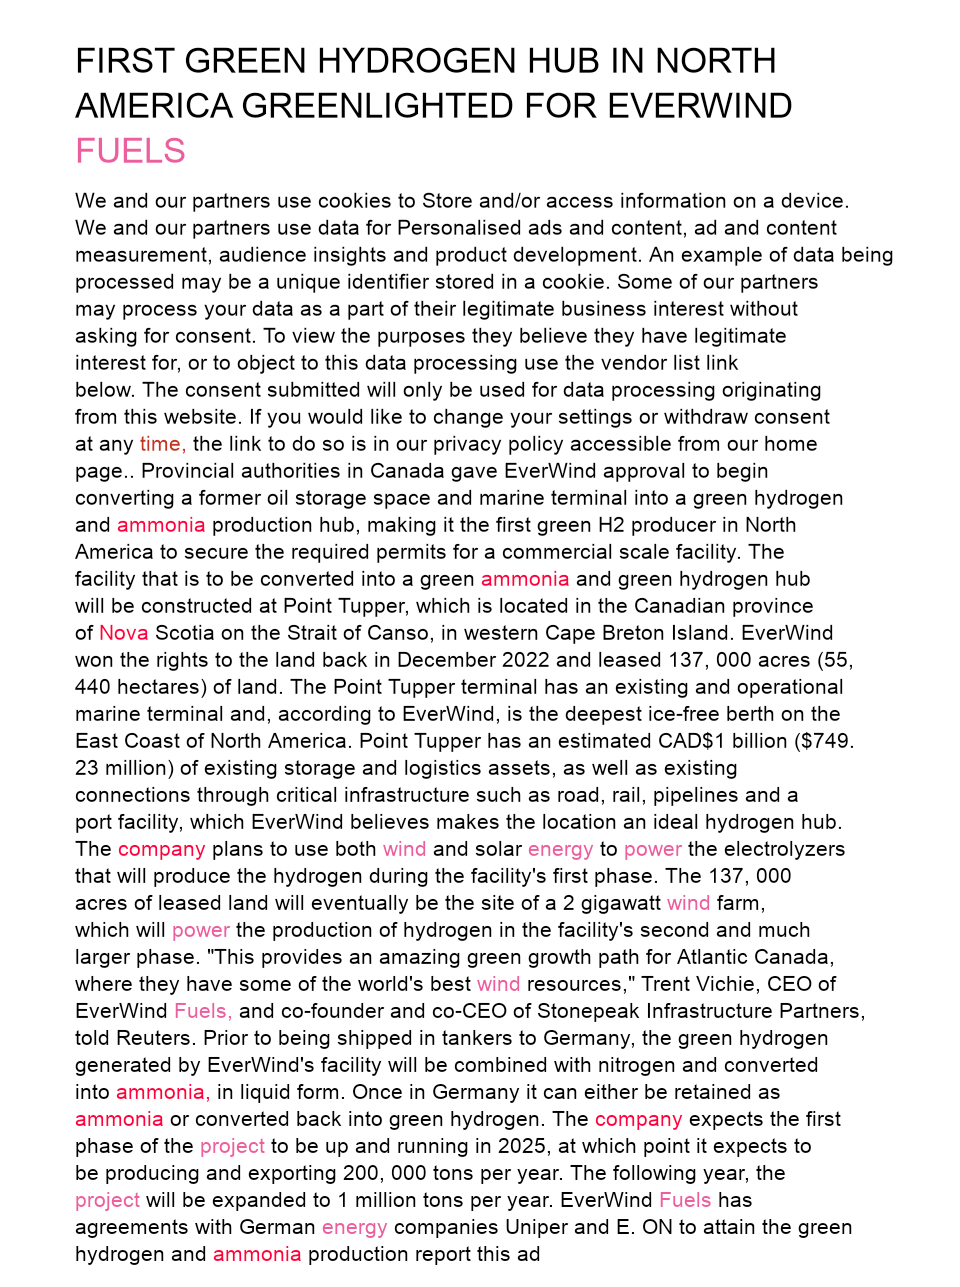 FIRST GREEN HYDROGEN HUB IN NORTH
AMERICA GREENLIGHTED FOR EVERWIND
FUELS
We and our partners use cookies to Store and/or access information on a device.
We and our partners use data for Personalised ads and content, ad and content
measurement, audience insights and product development. An example of data being
processed may be a unique identifier stored in a cookie. Some of our partners
may process your data as a part of their legitimate business interest without
asking for consent. To view the purposes they believe they have legitimate
interest for, or to object to this data processing use the vendor list link
below. The consent submitted will only be used for data processing originating
from this website. If you would like to change your settings or withdraw consent
at any time, the link to do so is in our privacy policy accessible from our home
page.. Provincial authorities in Canada gave EverWind approval to begin
converting a former oil storage space and marine terminal into a green hydrogen
and ammonia production hub, making it the first green H2 producer in North
America to secure the required permits for a commercial scale facility. The
facility that is to be converted into a green ammonia and green hydrogen hub
will be constructed at Point Tupper, which is located in the Canadian province
of Nova Scotia on the Strait of Canso, in western Cape Breton Island. EverWind
won the rights to the land back in December 2022 and leased 137, 000 acres (55,
440 hectares) of land. The Point Tupper terminal has an existing and operational
marine terminal and, according to EverWind, is the deepest ice-free berth on the
East Coast of North America. Point Tupper has an estimated CAD$1 billion ($749.
23 million) of existing storage and logistics assets, as well as existing
connections through critical infrastructure such as road, rail, pipelines and a
port facility, which EverWind believes makes the location an ideal hydrogen hub.
The company plans to use both wind and solar energy to power the electrolyzers
that will produce the hydrogen during the facility's first phase. The 137, 000
acres of leased land will eventually be the site of a 2 gigawatt wind farm,
which will power the production of hydrogen in the facility's second and much
larger phase. "This provides an amazing green growth path for Atlantic Canada,
where they have some of the world's best wind resources," Trent Vichie, CEO of
EverWind Fuels, and co-founder and co-CEO of Stonepeak Infrastructure Partners,
told Reuters. Prior to being shipped in tankers to Germany, the green hydrogen
generated by EverWind's facility will be combined with nitrogen and converted
into ammonia, in liquid form. Once in Germany it can either be retained as
ammonia or converted back into green hydrogen. The company expects the first
phase of the project to be up and running in 2025, at which point it expects to
be producing and exporting 200, 000 tons per year. The following year, the
project will be expanded to 1 million tons per year. EverWind Fuels has
agreements with German energy companies Uniper and E. ON to attain the green
hydrogen and ammonia production report this ad